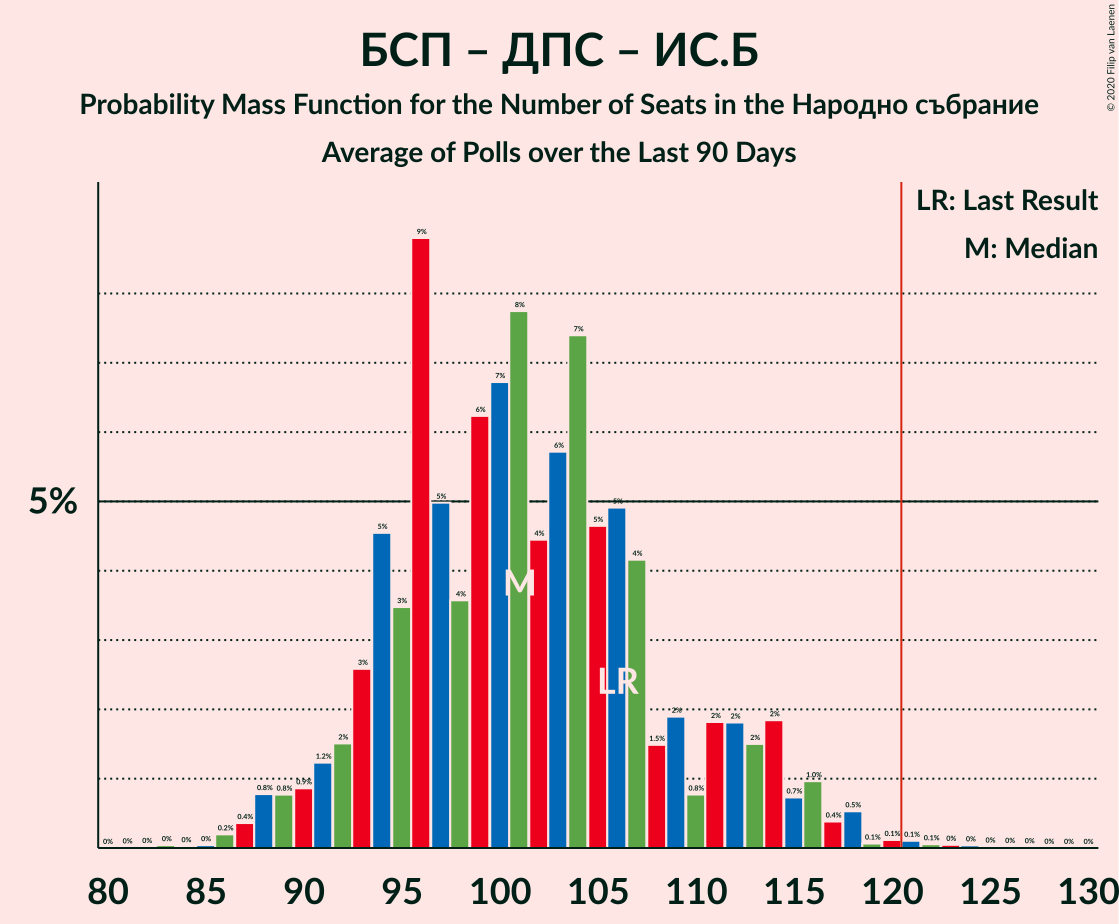 БСП – ДПС – ИС.Б
Probability Mass Function for the Number of Seats in the Народно събрание
Average of Polls over the Last 90 Days
© 2020 Filip van Laenen
LR: Last Result
M: Median
5%
0% 0% 0% 0% 0% 0% 0.2% 0.4% 0.8% 0.8% 0.9% 1.2% 2% 3% 5% 3% 9% 5% 4% 6% 7% 8% 4% 6% 7% 5% 5% 4% 1.5% 2% 0.8% 2% 2% 2% 2% 0.7% 1.0% 0.4% 0.5% 0.1% 0.1% 0.1% 0.1% 0% 0% 0% 0% 0% 0% 0% 0%
M
LR
80 85 90 95 100 105 110 115 120 125 130